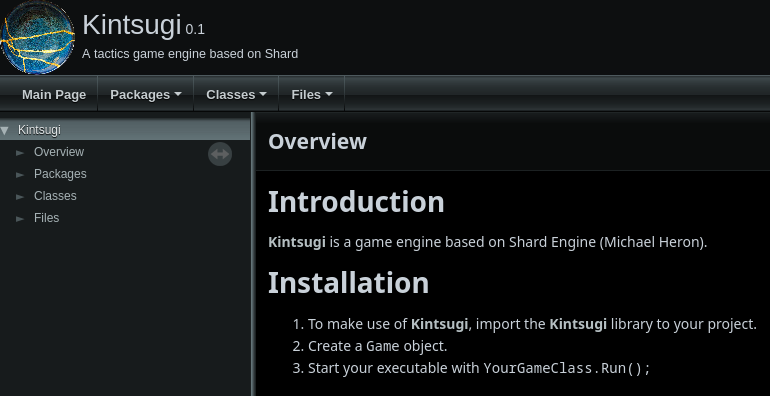 Kintsugi 0.1
A tactics game engine based on Shard
Main Page Packages Classes Files
Kintsugi
Overview
Packages
Classes
Files
Overview
Introduction
Kintsugi is a game engine based on Shard Engine (Michael Heron).
Installation
1. To make use of Kintsugi, import the Kintsugi library to your project.
2. Create a Game object.
3. Start your executable with YourGameClass.Run();